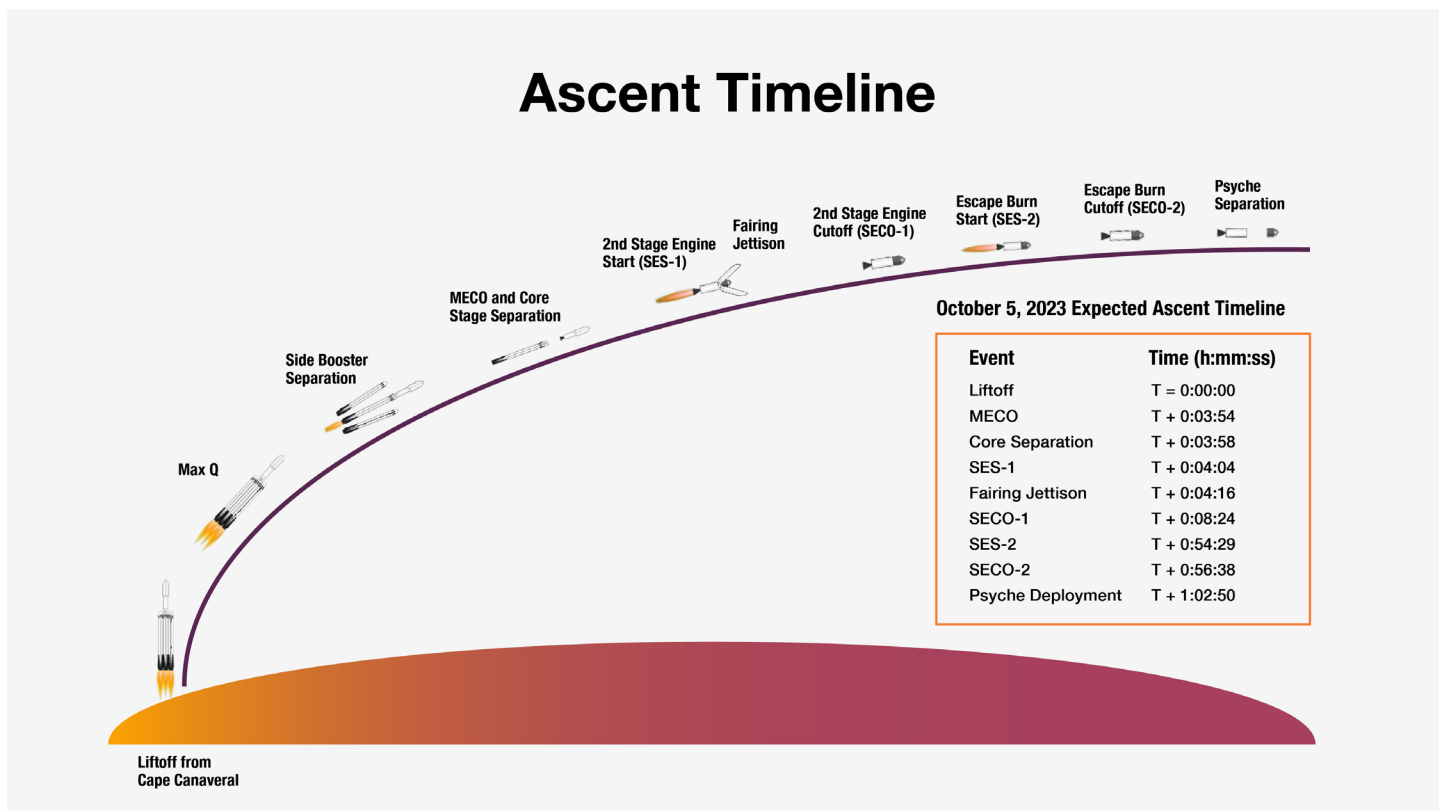 Ascent Timeline
Psyche
Separation
Escape Burn
Cutoff (SECO-2)
Escape Burn
Start (SES-2)
2nd Stage Engine
Cutoff (SECO-1)
Fairing
Jettison
2nd Stage Engine
Start (SES-1)
MECO and Core
Stage Separation
Side Booster
Separation
Max Q
Liftoff from
Cape Canaveral
October 5, 2023 Expected Ascent Timeline
Event Time (h:mm:ss)
Liftoff T = 0:00:00
MECO T + 0:03:54
Core Separation T + 0:03:58
SES-1 T + 0:04:04
Fairing Jettison T + 0:04:16
SECO-1 T + 0:08:24
SES-2 T + 0:54:29
SECO-2 T + 0:56:38
Psyche Deployment T + 1:02:50